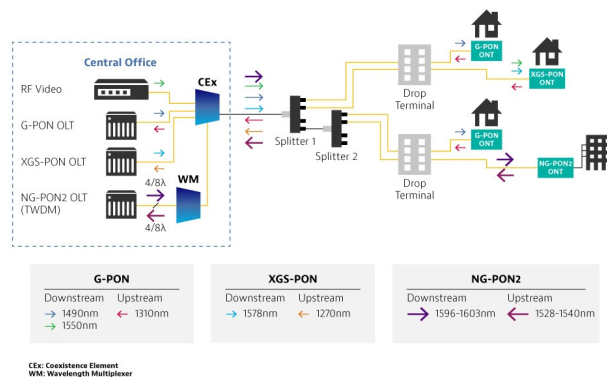 Central Office
CEx
RF Video
G-PON OLT
XGS-PON OLT
4/8λ
WM
NG-PON2 OLT
(TWDM)
4/8λ
Splitter 1
Splitter 2
Drop
Terminal
G-PON
ONT
XGS-PON
ONT
Drop
Terminal
G-PON
ONT
NG-PON2
ONT
G-PON
Downstream Upstream
1490nm 1310nm
1550nm
XGS-PON
Downstream Upstream
1578nm 1270nm
NG-PON2
Downstream Upstream
1596-1603nm 1528-1540nm
CEx: Coexistence Element
WM: Wavelength Multiplexer